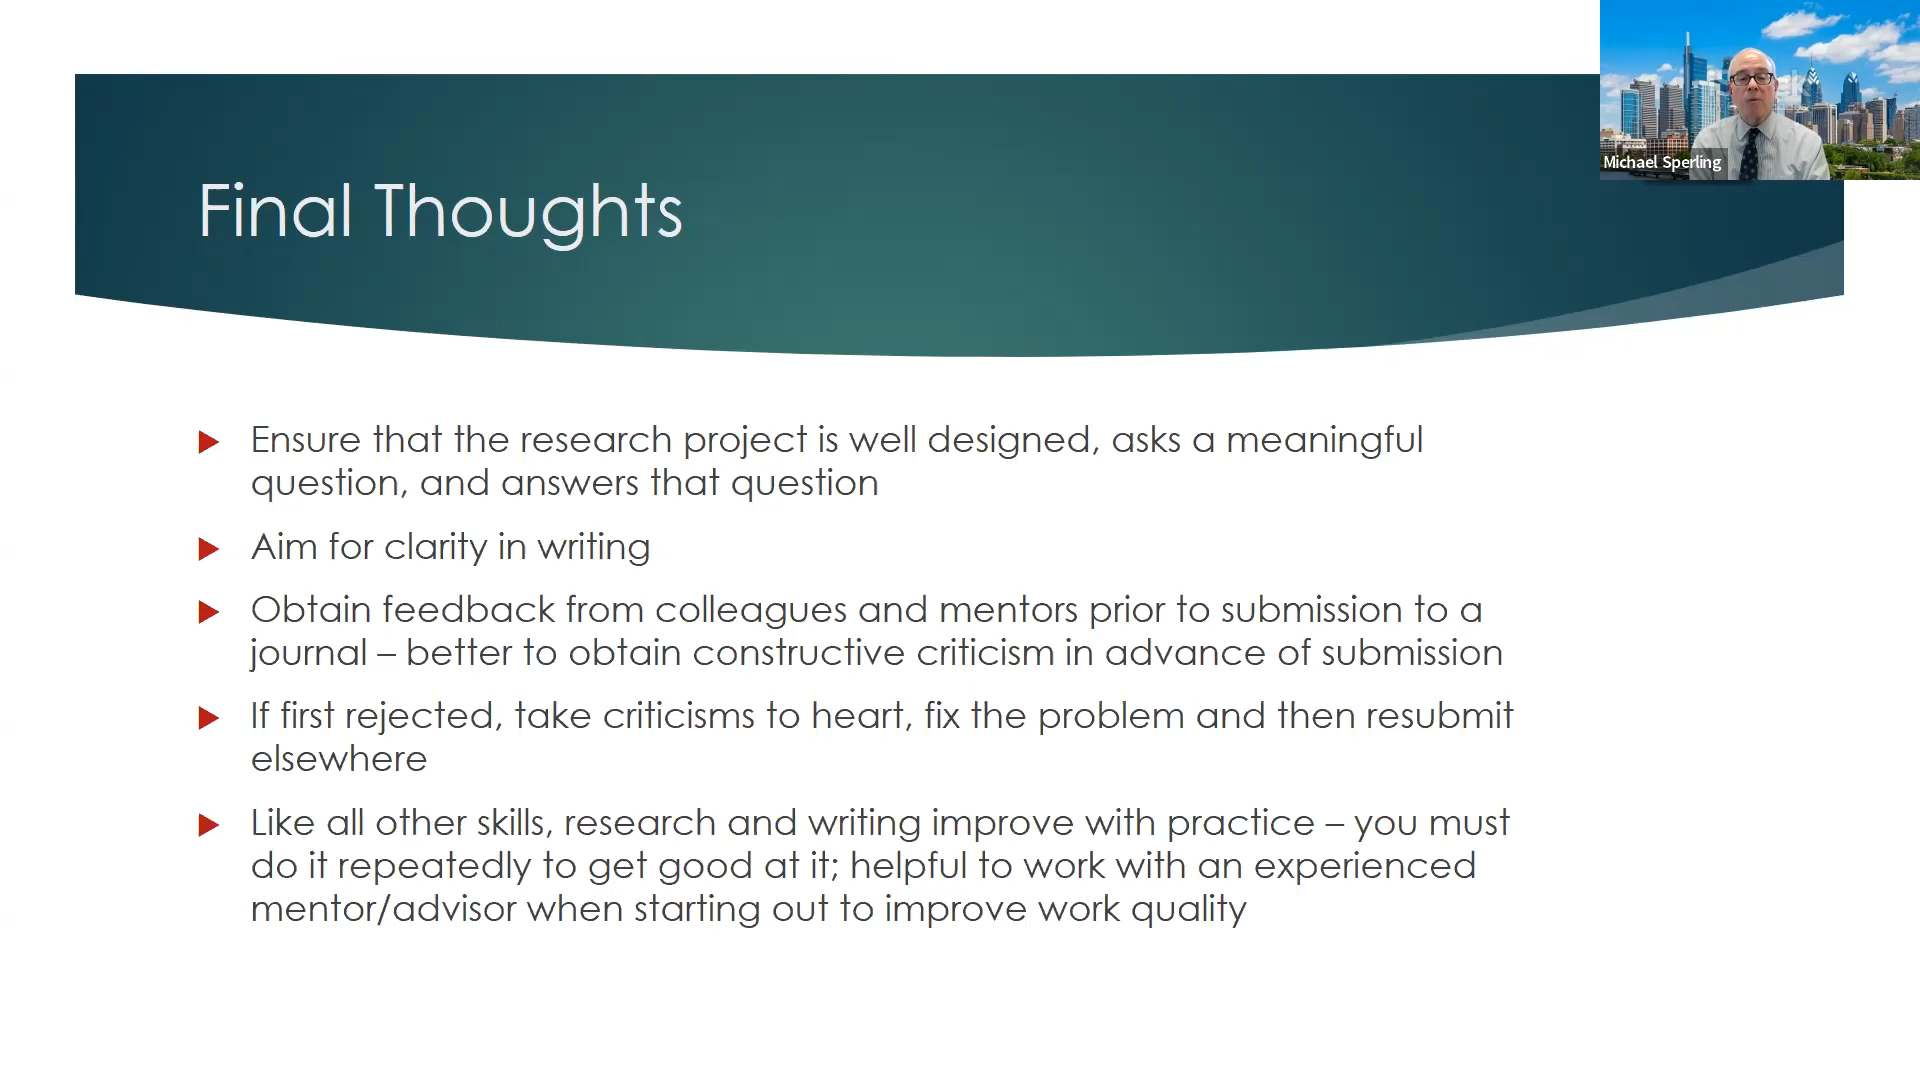 Michael Sperling
Final Thoughts
Ensure that the research project is well designed, asks a meaningful
question, and answers that question
Aim for clarity in writing
Obtain feedback from colleagues and mentors prior to submission to a
journal – better to obtain constructive criticism in advance of submission
If first rejected, take criticisms to heart, fix the problem and then resubmit
elsewhere
Like all other skills, research and writing improve with practice – you must
do it repeatedly to get good at it; helpful to work with an experienced
mentor/advisor when starting out to improve work quality